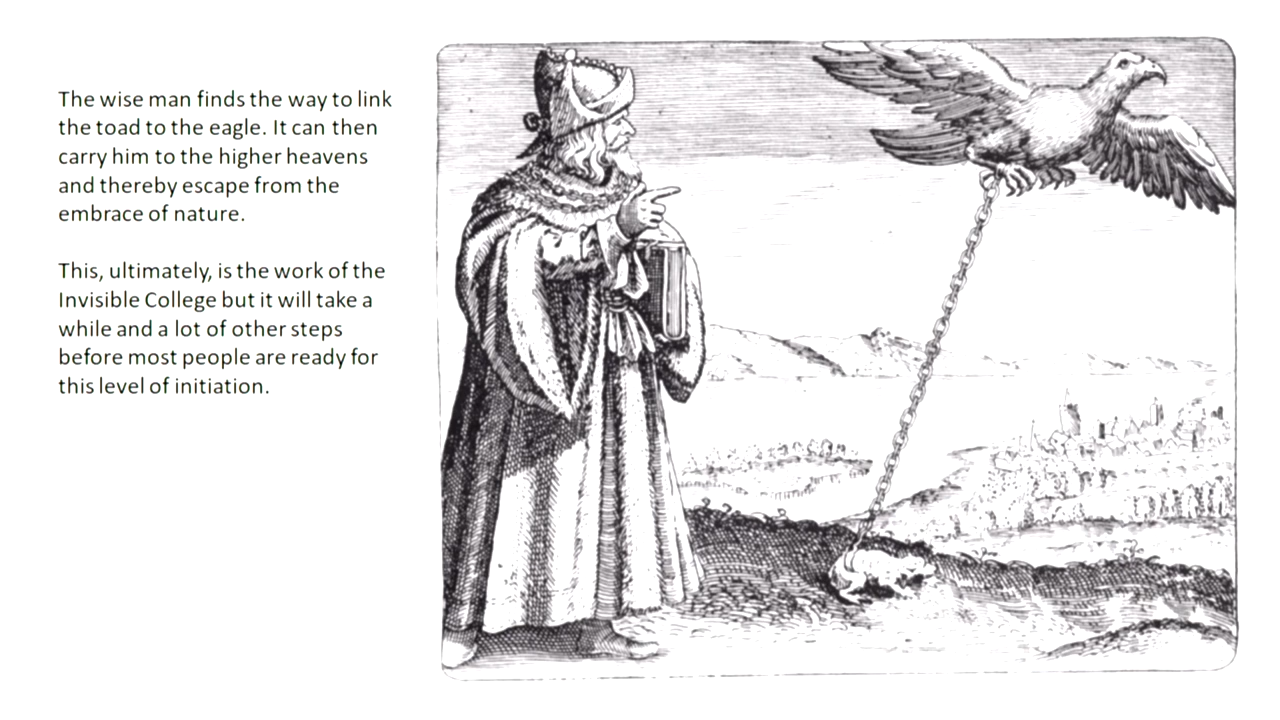 The wise man finds the way to link
the toad to the eagle. It can then
carry him to the higher heavens
and thereby escape from the
embrace of nature.
This, ultimately, is the work of the
Invisible College but it will take a
while and a lot of other steps
before most people are ready for
this level of initiation.